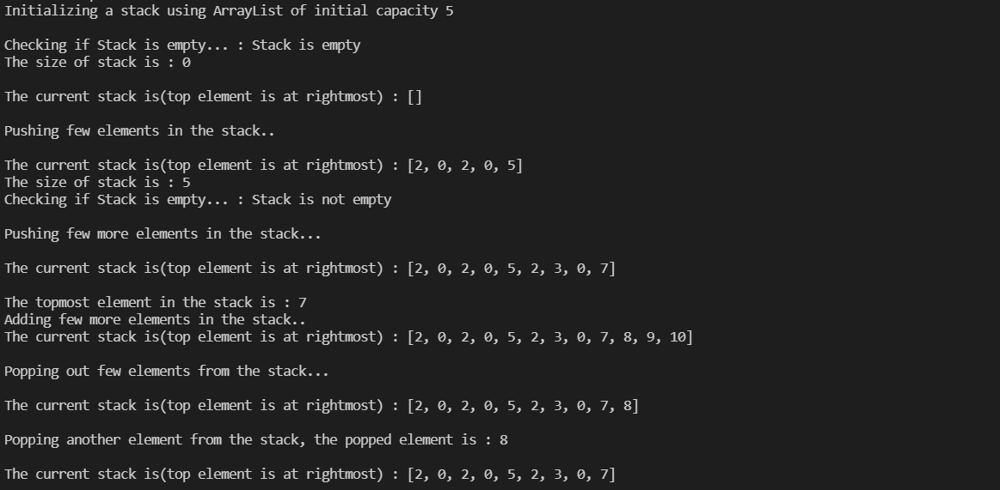 Initializing a stack using ArrayList of initial capacity 5
Checking if Stack is empty... : Stack is empty
The size of stack is : 0
The current stack is(top element is at rightmost) : []
Pushing few elements in the stack..
The current stack is(top element is at rightmost) : [2, 0, 2, 0, 5]
The size of stack is : 5
Checking if Stack is empty... : Stack is not empty
Pushing few more elements in the stack...
The current stack is(top element is at rightmost) : [2, 0, 2, 0, 5, 2, 3, 0, 7]
The topmost element in the stack is : 7
Adding few more elements in the stack..
The current stack is(top element is at rightmost) : [2, 0, 2, 0, 5, 2, 3, 0, 7, 8, 9, 10]
Popping out few elements from the stack...
The current stack is(top element is at rightmost) : [2, 0, 2, 0, 5, 2, 3, 0, 7, 8]
Popping another element from the stack, the popped element is : 8
The current stack is(top element is at rightmost) : [2, 0, 2, 0, 5, 2, 3, 0, 7]